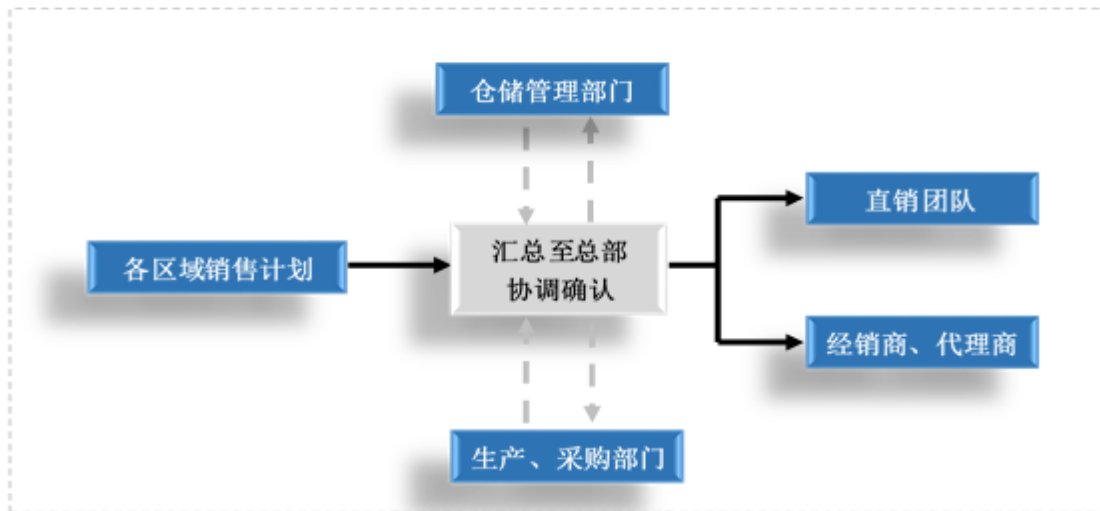 仓储管理部门
直销团队
各区域销售计划
汇总至总部
协调确认
经销商、代理商
生产、采购部门